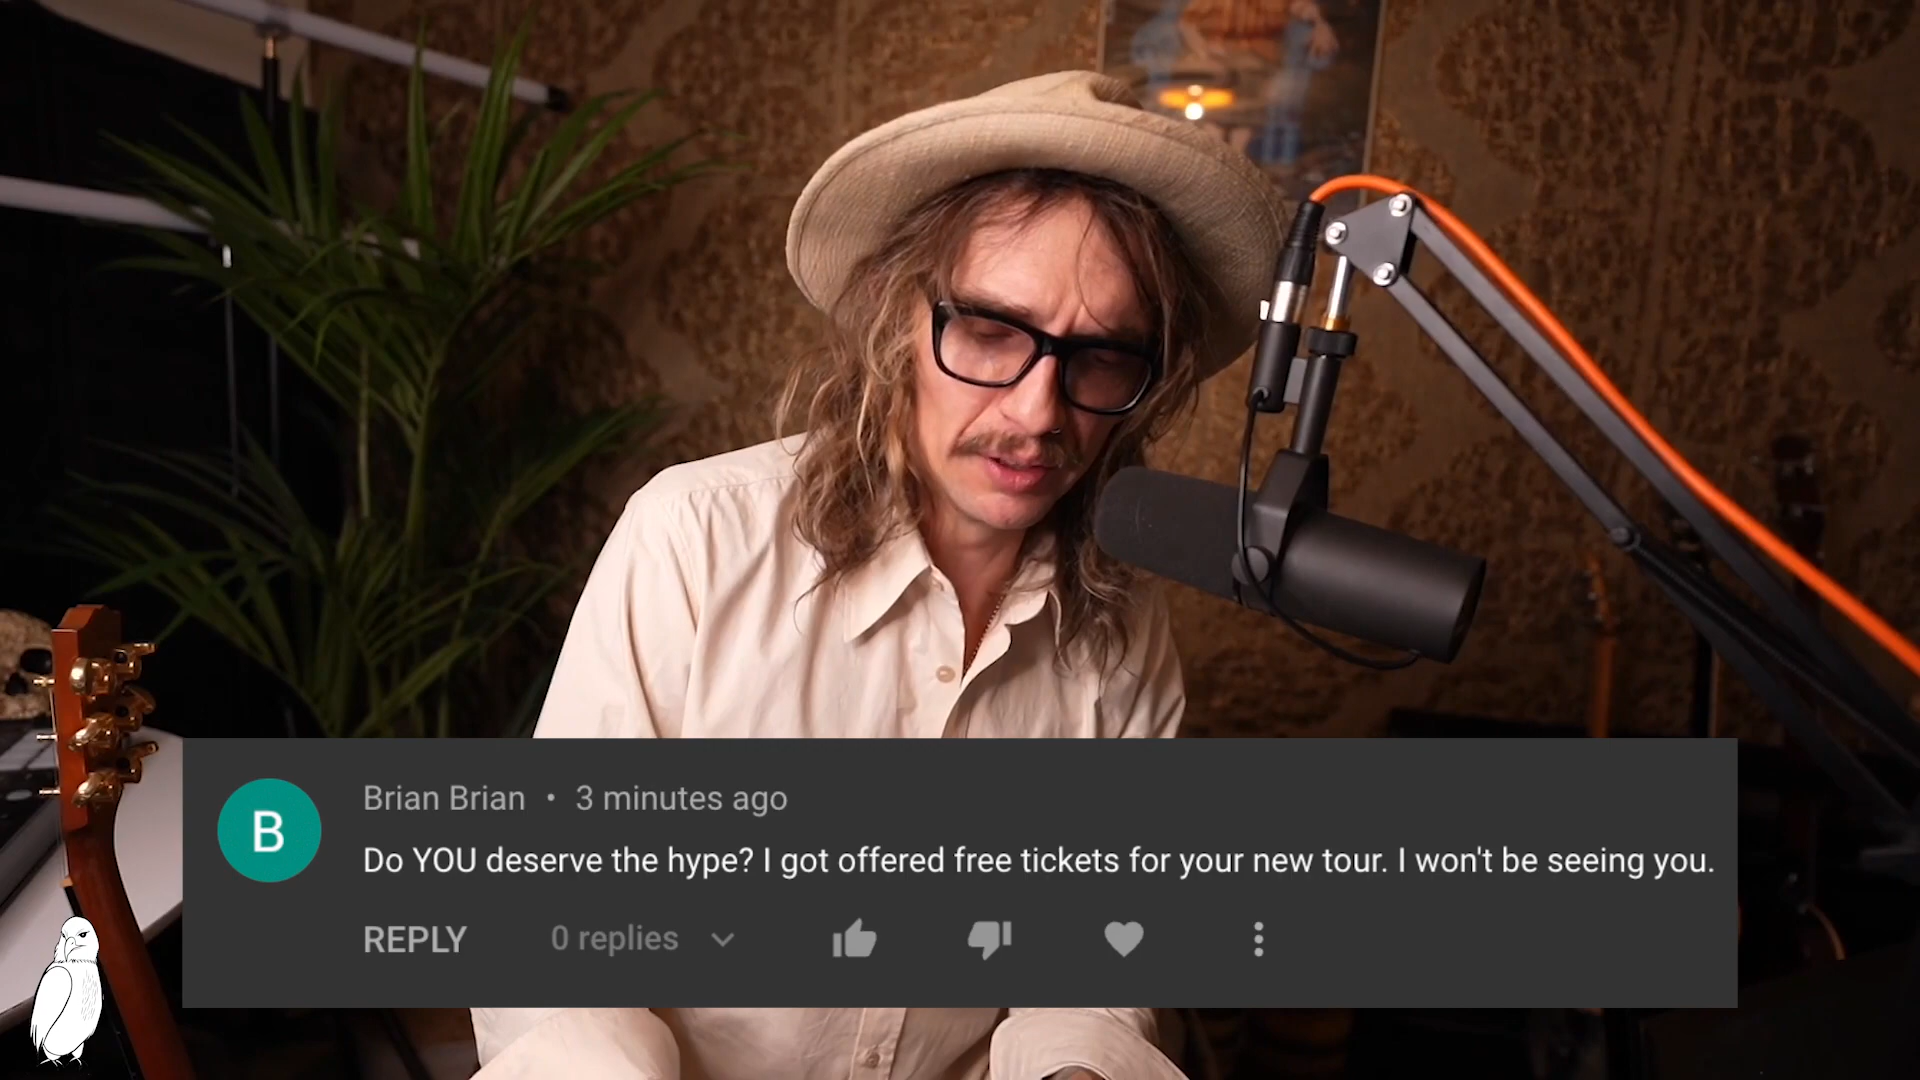 B
Brian Brian • 3 minutes ago
Do YOU deserve the hype? I got offered free tickets for your new tour. I won't be seeing you.
REPLY 0 replies